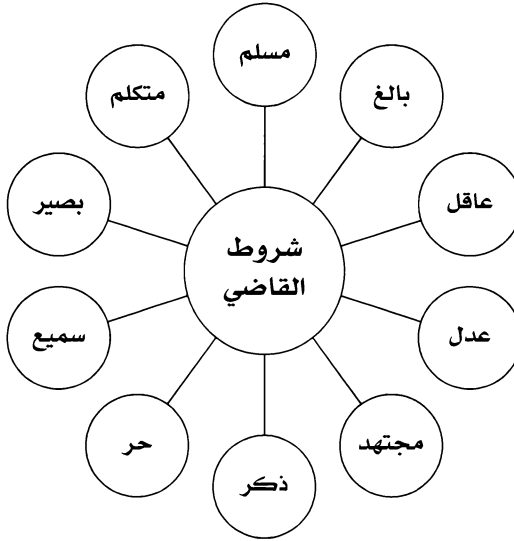 شروط
القاضي
مسلم
بالغ
عاقل
عدل
مجتهد
ذكر
حر
سميع
بصير
متكلم